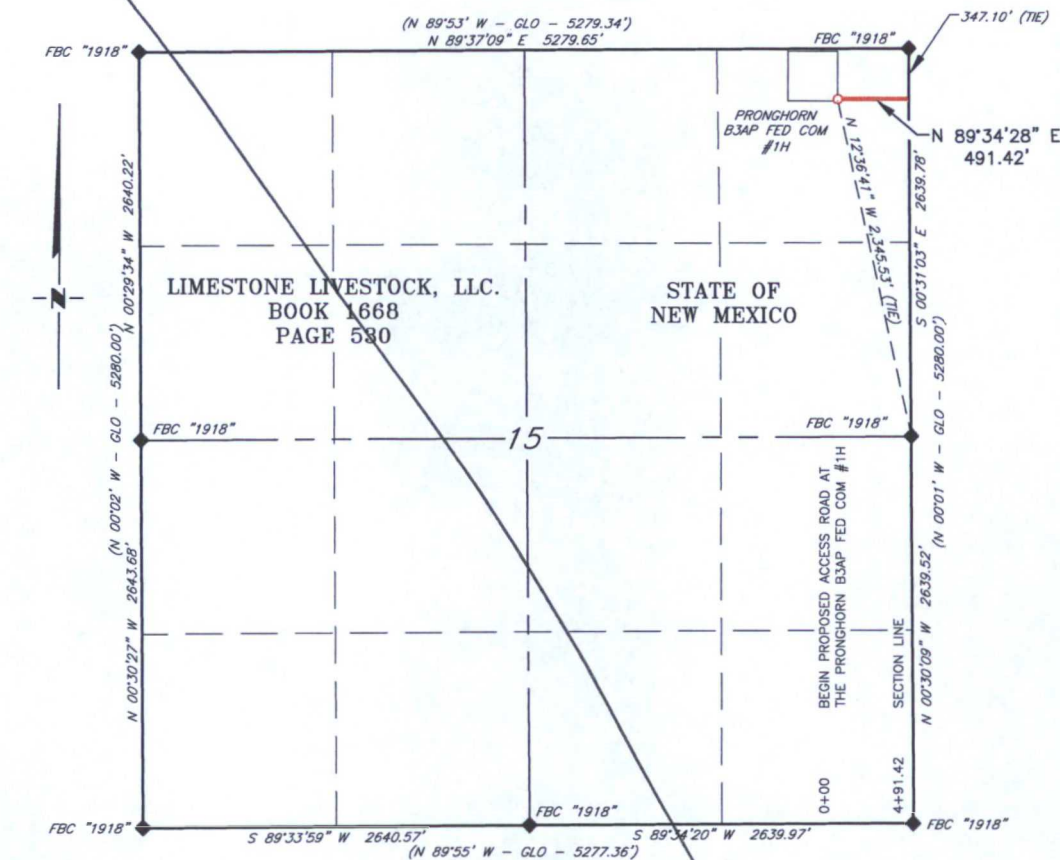 (N 89°53' W - GLO - 5279.34')
N 89°37'09" E 5279.65'
347.10' (TIE)
FBC "1918"
FBC "1918"
PRONGHORN
B3AP FED COM
#1H
N 89°34'28" E
491.42'
N 12°36'41" W 2,345.53' (TIE)
N 00°29'34" W 2640.22'
S 00°31'03" E 2639.78'
LIMESTONE LIVESTOCK, LLC.
BOOK 1668
PAGE 530
STATE OF
NEW MEXICO
-N-
(N 00°02' W - GLO - 5280.00')
(N 00°01' W - GLO - 5280.00')
FBC "1918"
15
FBC "1918"
N 00°30'27" W 2643.68'
N 00°30'09" W 2639.52'
0+00 BEGIN PROPOSED ACCESS ROAD AT
THE PRONGHORN B3AP FED COM #1H
4+91.42 SECTION LINE
FBC "1918"
FBC "1918"
FBC "1918"
S 89°33'59" W 2640.57'
S 89°34'20" W 2639.97'
(N 89°55' W - GLO - 5277.36')